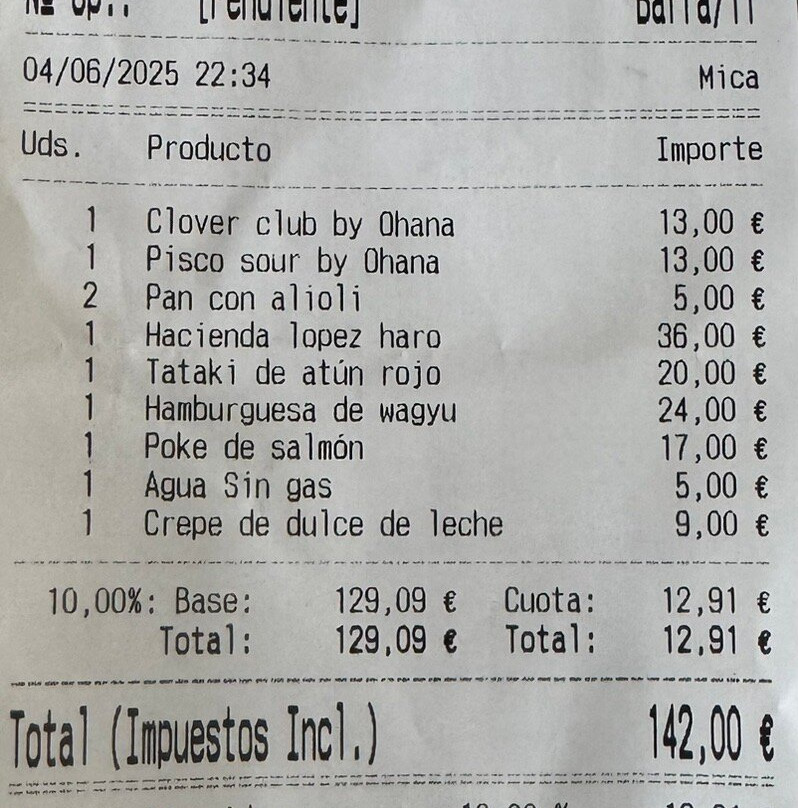 [Pendiente]
04/06/2025 22:34 Mica
Uds. Producto Importe
1 Clover club by Ohana 13,00 €
1 Pisco sour by Ohana 13,00 €
2 Pan con alioli 5,00 €
1 Hacienda lopez haro 36,00 €
1 Tataki de atún rojo 20,00 €
1 Hamburguesa de wagyu 24,00 €
1 Poke de salmón 17,00 €
1 Agua Sin gas 5,00 €
1 Crepe de dulce de leche 9,00 €
10,00%: Base: 129,09 € Cuota: 12,91 €
Total: 129,09 € Total: 12,91 €
Total (Impuestos Incl.) 142,00 €